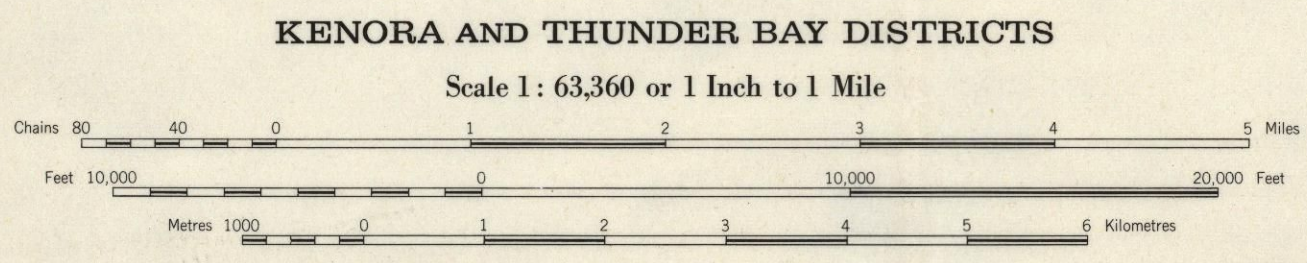 KENORA AND THUNDER BAY DISTRICTS
Scale 1: 63,360 or 1 Inch to 1 Mile
Chains 80 40 0 1 2 3 4 5 Miles
Feet 10,000 0 10,000 20,000 Feet
Metres 1000 0 1 2 3 4 5 6 Kilometres